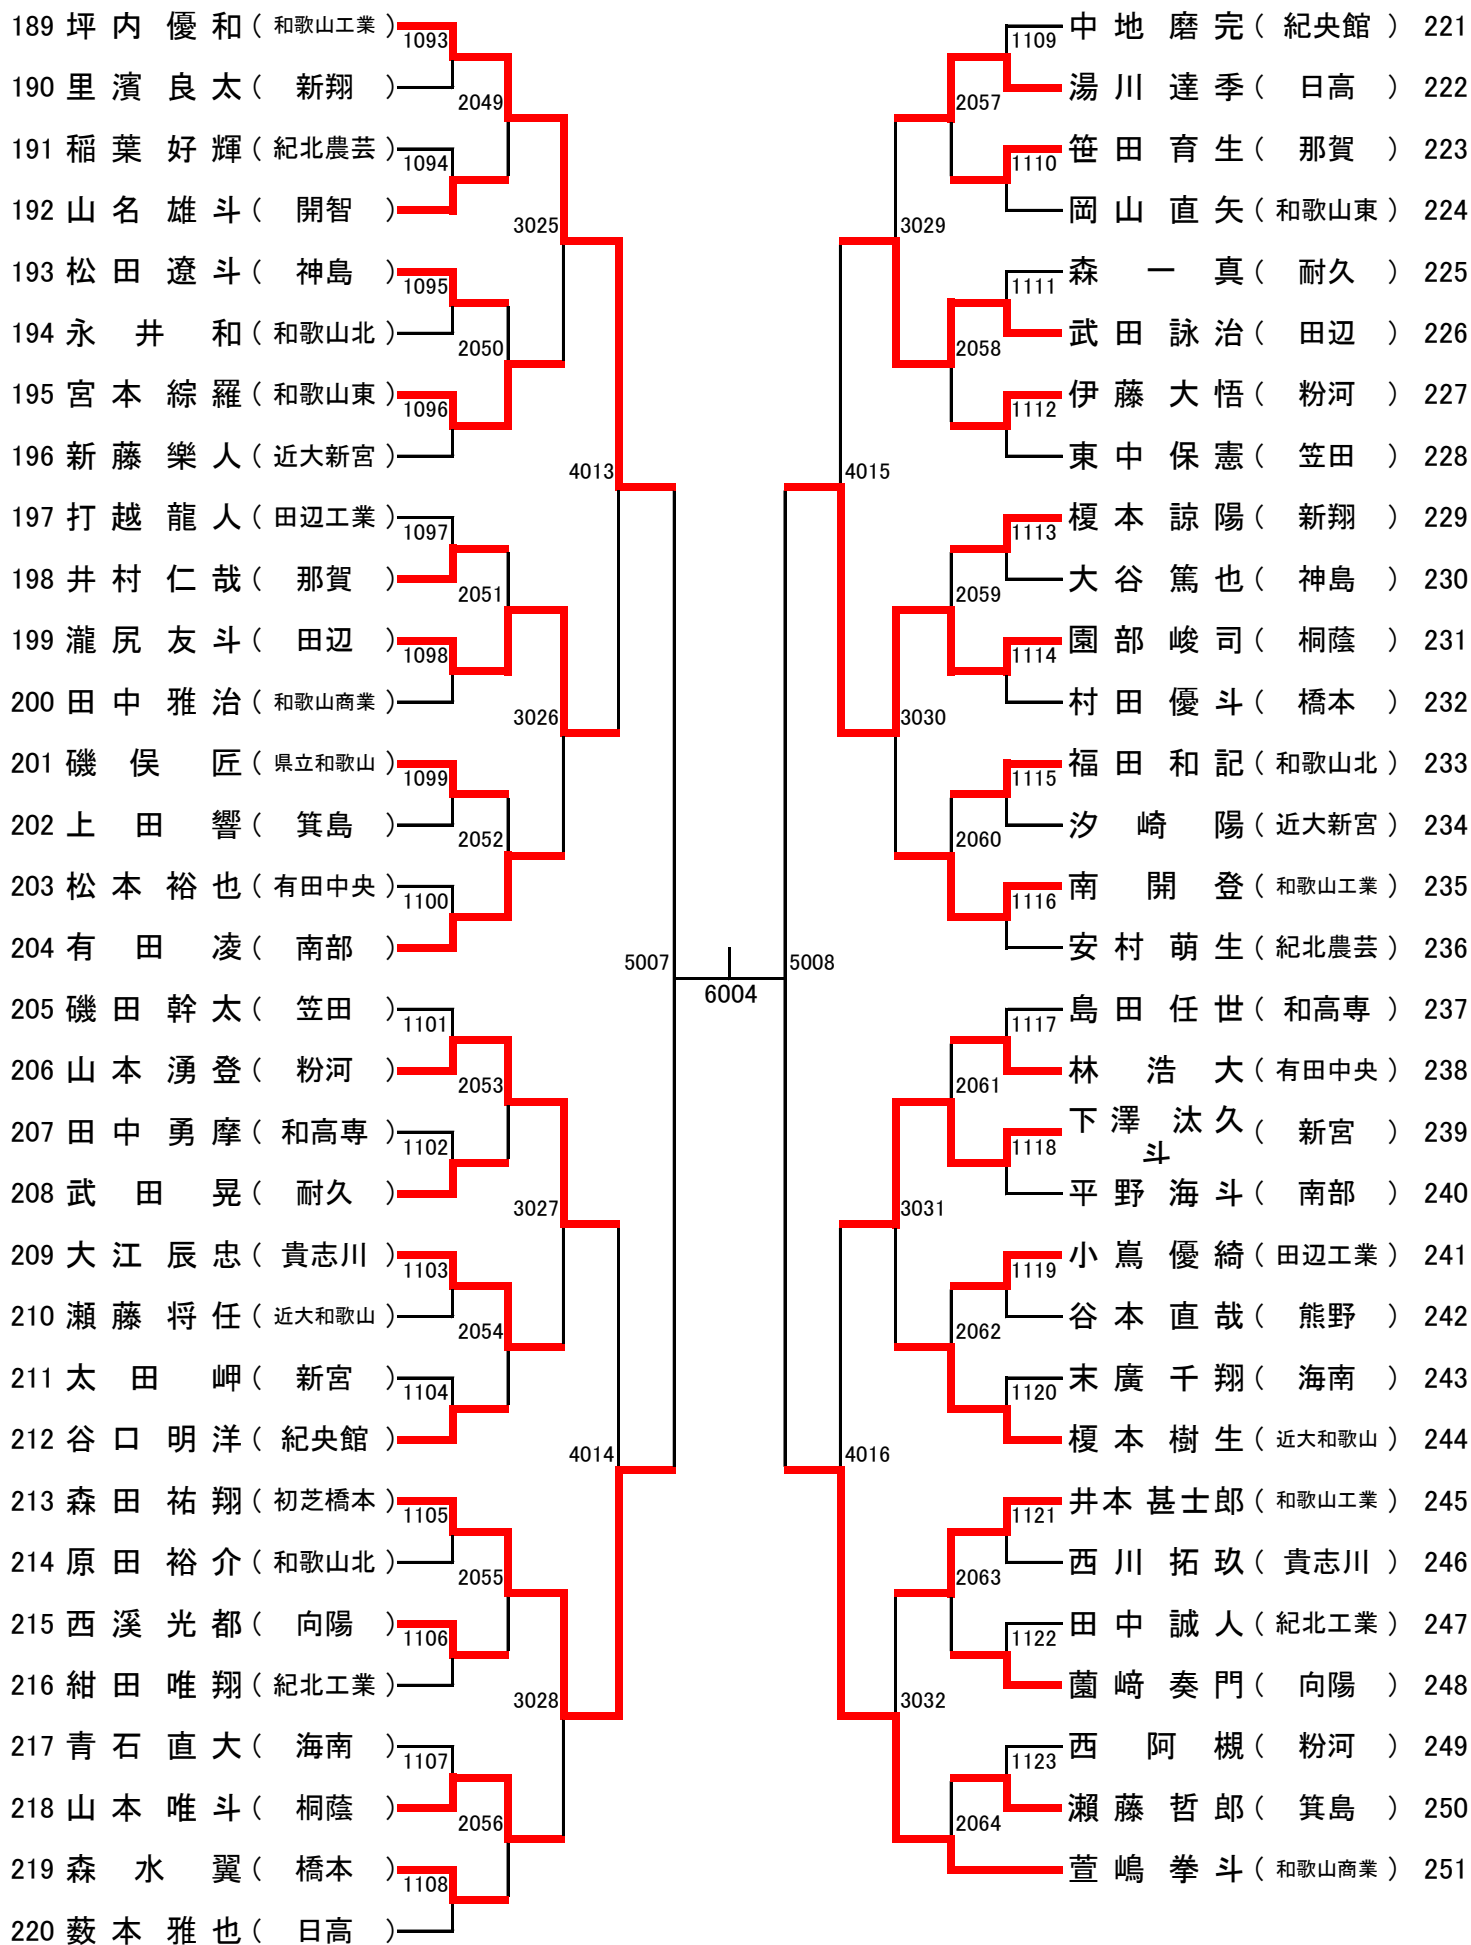 189 坪内 優和 ( 和歌山工業 )
190 里濱 良太 ( 新翔 )
191 稲葉 好輝 ( 紀北農芸 )
192 山名 雄斗 ( 開智 )
193 松田 遼斗 ( 神島 )
194 永井 和 ( 和歌山北 )
195 宮本 綜羅 ( 和歌山東 )
196 新藤 樂人 ( 近大新宮 )
197 打越 龍人 ( 田辺工業 )
198 井村 仁哉 ( 那賀 )
199 瀧尻 友斗 ( 田辺 )
200 田中 雅治 ( 和歌山商業 )
201 磯俣 匠 ( 県立和歌山 )
202 上田 響 ( 箕島 )
203 松本 裕也 ( 有田中央 )
204 有田 凌 ( 南部 )
205 磯田 幹太 ( 笠田 )
206 山本 湧登 ( 粉河 )
207 田中 勇摩 ( 和高専 )
208 武田 晃 ( 耐久 )
209 大江 辰忠 ( 貴志川 )
210 瀬藤 将任 ( 近大和歌山 )
211 太田 岬 ( 新宮 )
212 谷口 明洋 ( 紀央館 )
213 森田 祐翔 ( 初芝橋本 )
214 原田 裕介 ( 和歌山北 )
215 西溪 光都 ( 向陽 )
216 紺田 唯翔 ( 紀北工業 )
217 青石 直大 ( 海南 )
218 山本 唯斗 ( 桐蔭 )
219 森水 翼 ( 橋本 )
220 薮本 雅也 ( 日高 )
1093
1094
1095
1096
1097
1098
1099
1100
1101
1102
1103
1104
1105
1106
1107
1108
2049
2050
2051
2052
2053
2054
2055
2056
3025
3026
3027
3028
4013
4014
5007
6004
5008
4015
4016
3029
3030
3031
3032
2057
2058
2059
2060
2061
2062
2063
2064
1109
1110
1111
1112
1113
1114
1115
1116
1117
1118
1119
1120
1121
1122
1123
中地 磨完 ( 紀央館 ) 221
湯川 達季 ( 日高 ) 222
笹田 育生 ( 那賀 ) 223
岡山 直矢 ( 和歌山東 ) 224
森 一真 ( 耐久 ) 225
武田 詠治 ( 田辺 ) 226
伊藤 大悟 ( 粉河 ) 227
東中 保憲 ( 笠田 ) 228
榎本 諒陽 ( 新翔 ) 229
大谷 篤也 ( 神島 ) 230
園部 峻司 ( 桐蔭 ) 231
村田 優斗 ( 橋本 ) 232
福田 和記 ( 和歌山北 ) 233
汐崎 陽 ( 近大新宮 ) 234
南 開登 ( 和歌山工業 ) 235
安村 萌生 ( 紀北農芸 ) 236
島田 任世 ( 和高専 ) 237
林 浩大 ( 有田中央 ) 238
下澤 汰久
斗 ( 新宮 ) 239
平野 海斗 ( 南部 ) 240
小嶌 優綺 ( 田辺工業 ) 241
谷本 直哉 ( 熊野 ) 242
末廣 千翔 ( 海南 ) 243
榎本 樹生 ( 近大和歌山 ) 244
井本 甚士郎 ( 和歌山工業 ) 245
西川 拓玖 ( 貴志川 ) 246
田中 誠人 ( 紀北工業 ) 247
薗﨑 奏門 ( 向陽 ) 248
西 阿槻 ( 粉河 ) 249
瀬藤 哲郎 ( 箕島 ) 250
萱嶋 拳斗 ( 和歌山商業 ) 251